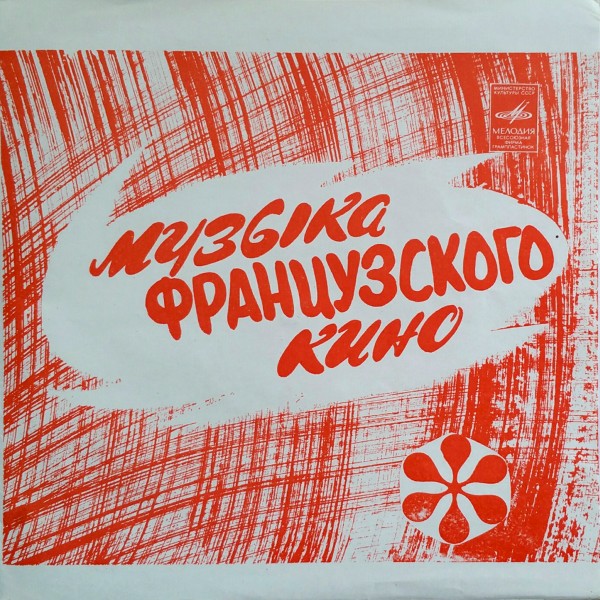 МИНИСТЕРСТВО
КУЛЬТУРЫ СССР
МЕЛОДИЯ
ВСЕСОЮЗНАЯ
ФИРМА
ГРАМПЛАСТИНОК
МУЗЫКА
ФРАНЦУЗСКОГО
КИНО